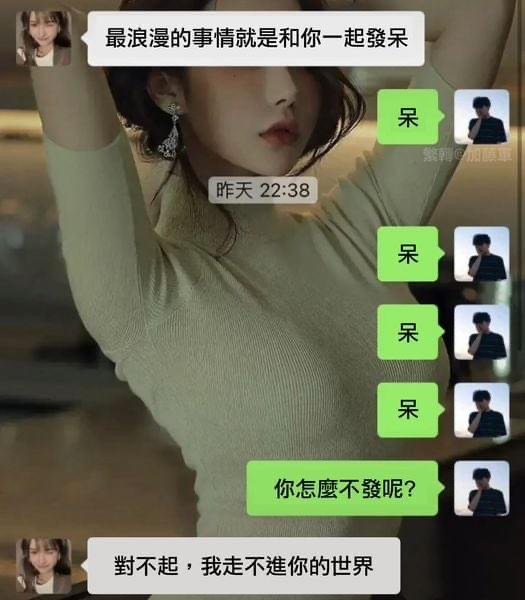 最浪漫的事情就是和你一起發呆
呆
繁轉@加藤軍
昨天 22:38
呆
呆
呆
你怎麼不發呢?
對不起，我走不進你的世界